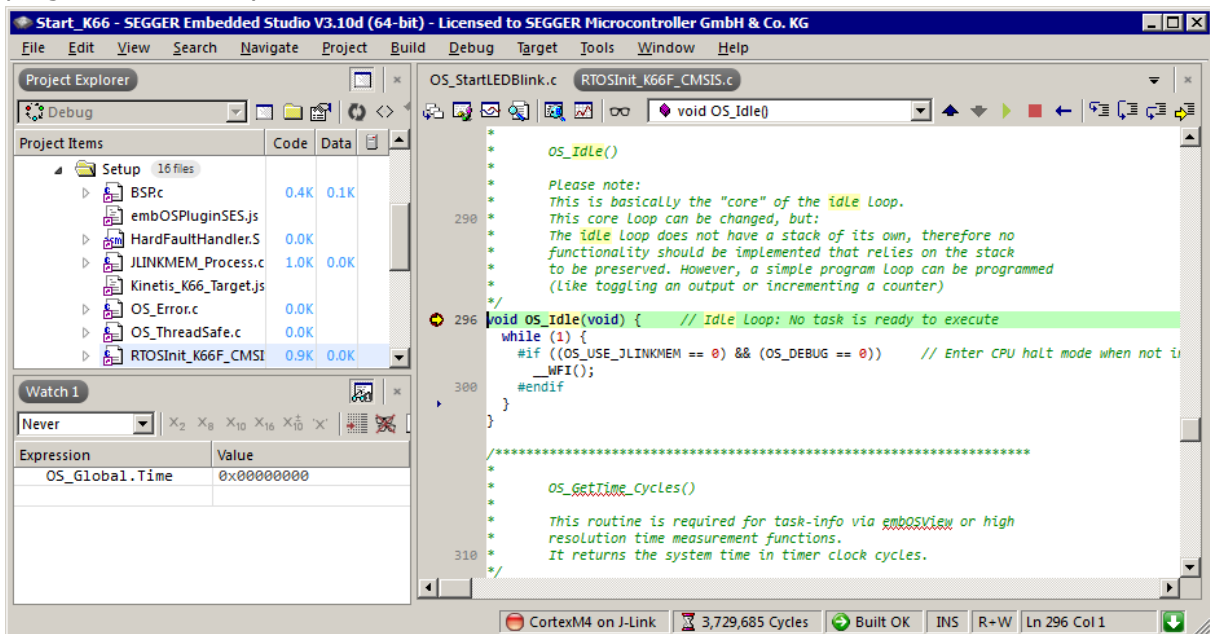 Start_K66 - SEGGER Embedded Studio V3.10d (64-bit) - Licensed to SEGGER Microcontroller GmbH & Co. KG
File Edit View Search Navigate Project Build Debug Target Tools Window Help
Project Explorer
Debug
Project Items Code Data
Setup 16 files
BSP.c 0.4K 0.1K
embOSPluginSES.js
asm HardFaultHandler.S 0.0K
JLINKMEM_Process.c 1.0K 0.0K
Kinetis_K66_Target.js
OS_Error.c 0.0K
OS_ThreadSafe.c 0.0K
RTOSInit_K66F_CMSI 0.9K 0.0K
Watch 1
Never X2 X8 X10 X16 X±10 'X'
Expression Value
OS_Global.Time 0x00000000
OS_StartLEDBlink.c RTOSInit_K66F_CMSIS.c
void OS_Idle()
*
* OS_Idle()
*
* Please note:
* This is basically the "core" of the idle loop.
290 * This core loop can be changed, but:
* The idle loop does not have a stack of its own, therefore no
* functionality should be implemented that relies on the stack
* to be preserved. However, a simple program loop can be programmed
* (like toggling an output or incrementing a counter)
*/
296 void OS_Idle(void) { // Idle loop: No task is ready to execute
while (1) {
#if ((OS_USE_JLINKMEM == 0) && (OS_DEBUG == 0)) // Enter CPU halt mode when not i
__WFI();
300 #endif
}
}
/*********************************************************************
*
* OS_GetTime_Cycles()
*
* This routine is required for task-info via embOSView or high
* resolution time measurement functions.
310 * It returns the system time in timer clock cycles.
*/
CortexM4 on J-Link 3,729,685 Cycles Built OK INS R+W Ln 296 Col 1